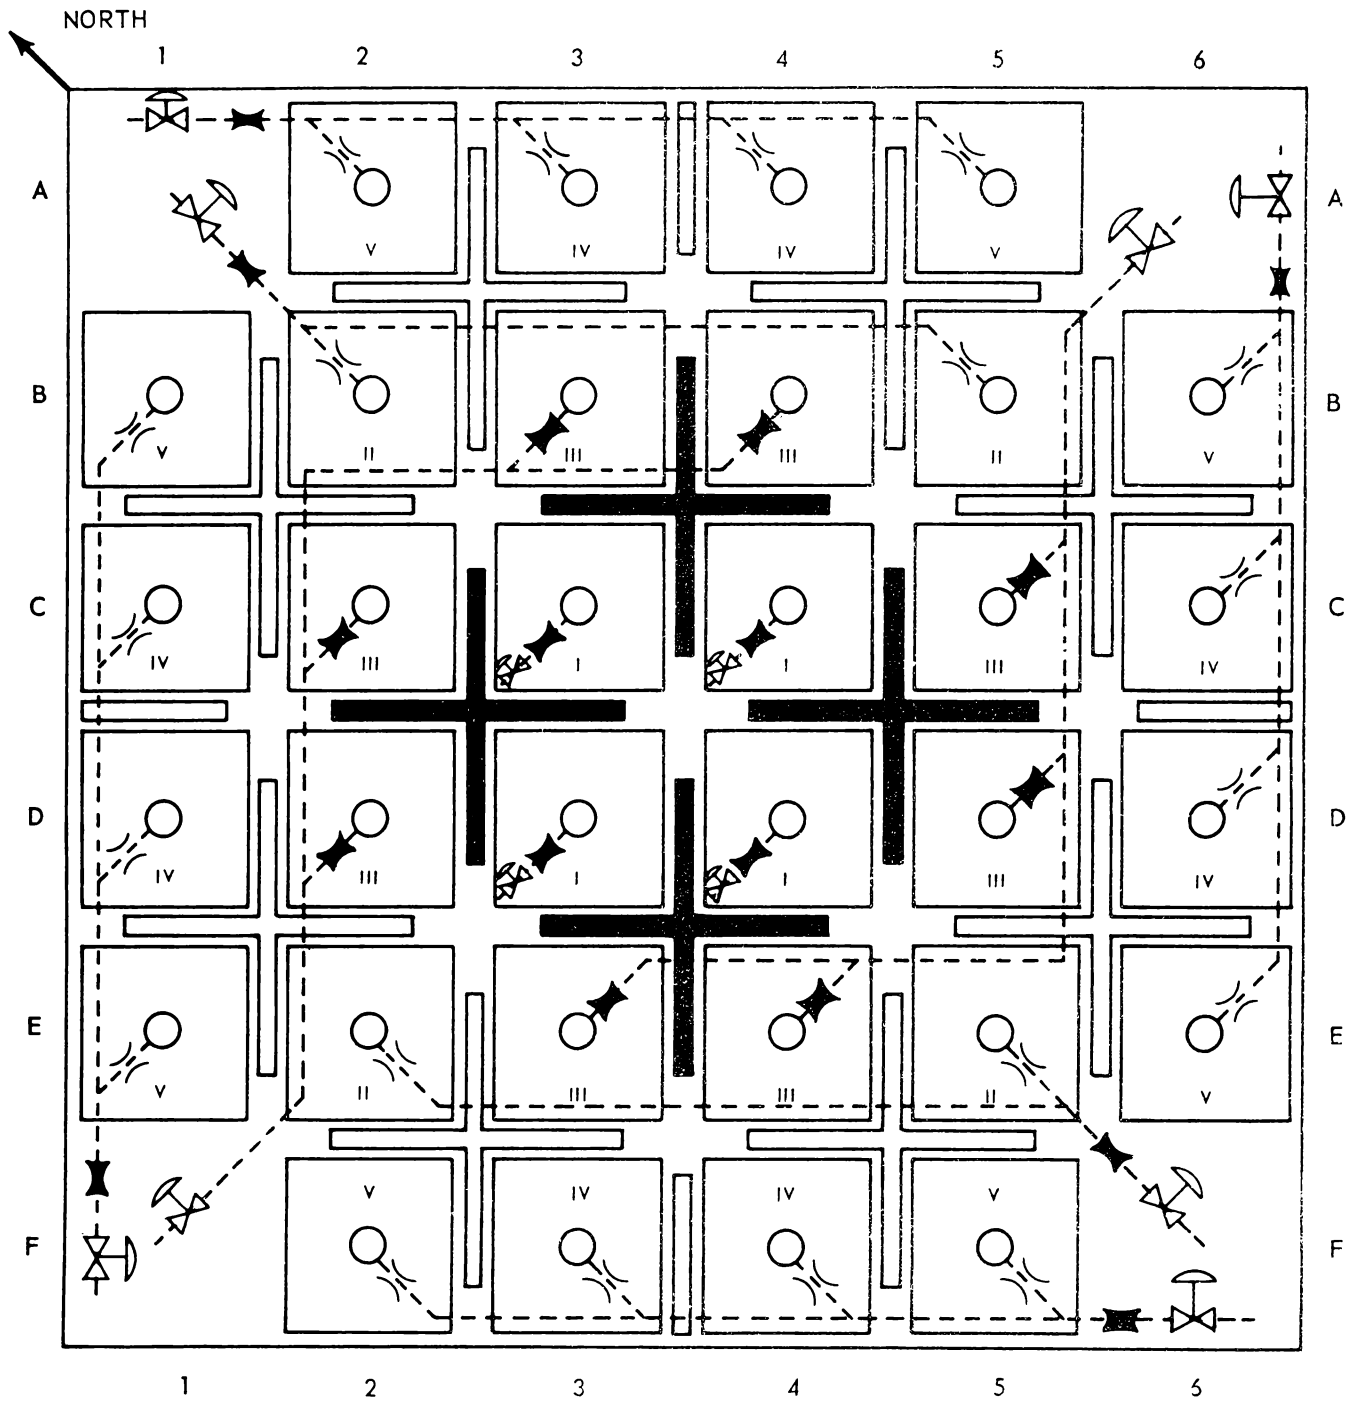 NORTH
1 2 3 4 5 6
A V IV IV V A
B V II III III II V B
C IV III I I III IV C
D IV III I I III IV D
E V II III III II V E
F V IV IV V F
1 2 3 4 5 6